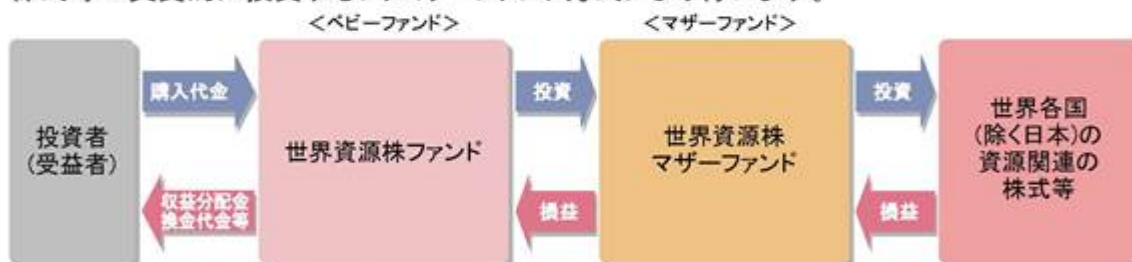 <ベビーファンド>
<マザーファンド>
投資者
(受益者)
購入代金
収益分配金
換金代金等
世界資源株ファンド
投資
損益
世界資源株
マザーファンド
投資
損益
世界各国
(除く日本)の
資源関連の
株式等